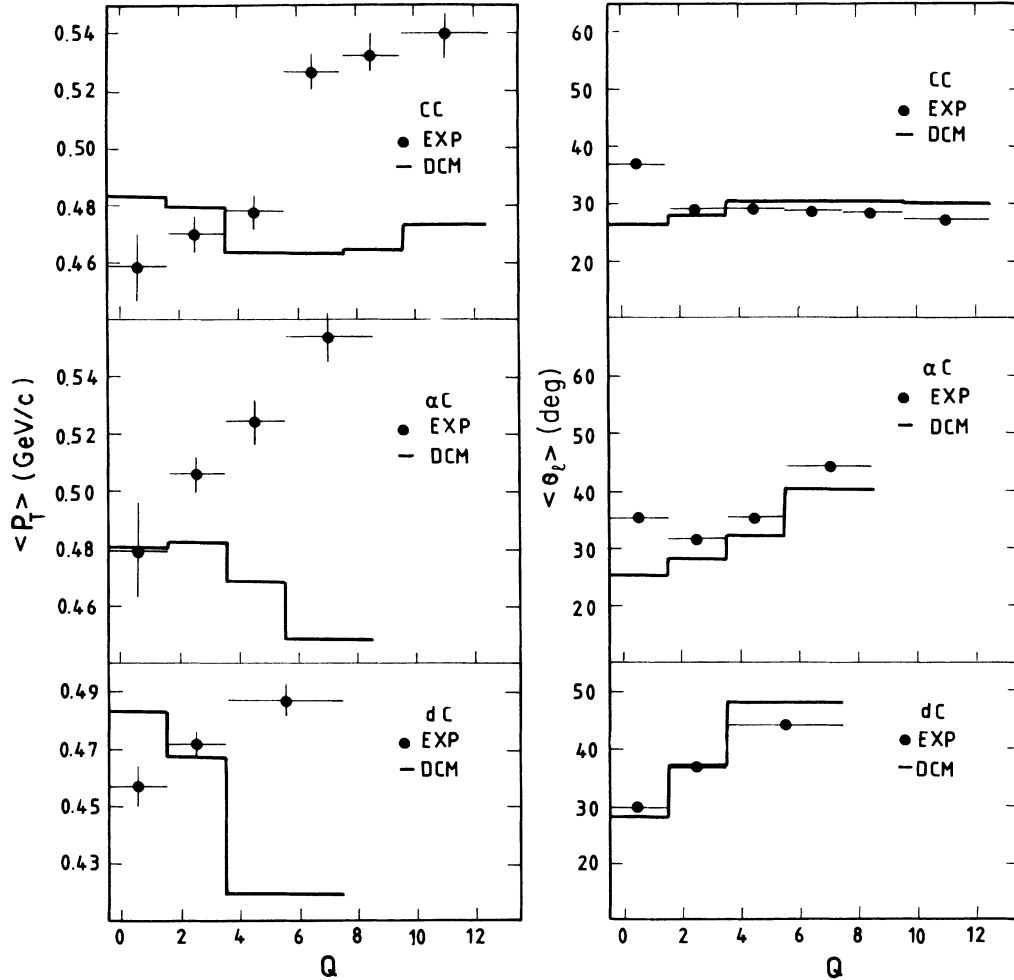 <P_T> (GeV/c)
0.54
0.52
0.50
0.48
0.46
CC
EXP
DCM
0.54
0.52
0.50
0.48
0.46
αC
EXP
DCM
0.49
0.47
0.45
0.43
dC
EXP
DCM
0 2 4 6 8 10 12
Q
<θ_ℓ> (deg)
60
50
40
30
20
CC
EXP
DCM
60
50
40
30
20
αC
EXP
DCM
50
40
30
20
dC
EXP
DCM
0 2 4 6 8 10 12
Q